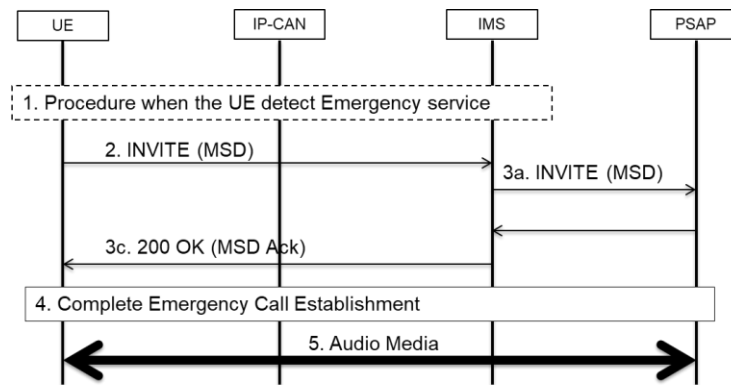 UE
IP-CAN
IMS
PSAP
1. Procedure when the UE detect Emergency service
2. INVITE (MSD)
3a. INVITE (MSD)
3c. 200 OK (MSD Ack)
4. Complete Emergency Call Establishment
5. Audio Media